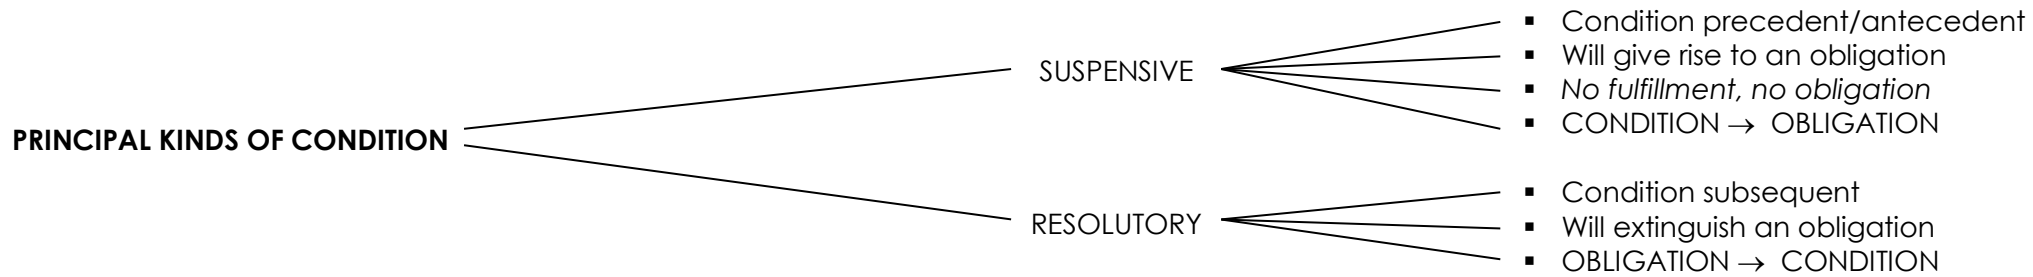 PRINCIPAL KINDS OF CONDITION
SUSPENSIVE
▪ Condition precedent/antecedent
▪ Will give rise to an obligation
▪ No fulfillment, no obligation
▪ CONDITION → OBLIGATION
RESOLUTORY
▪ Condition subsequent
▪ Will extinguish an obligation
▪ OBLIGATION → CONDITION